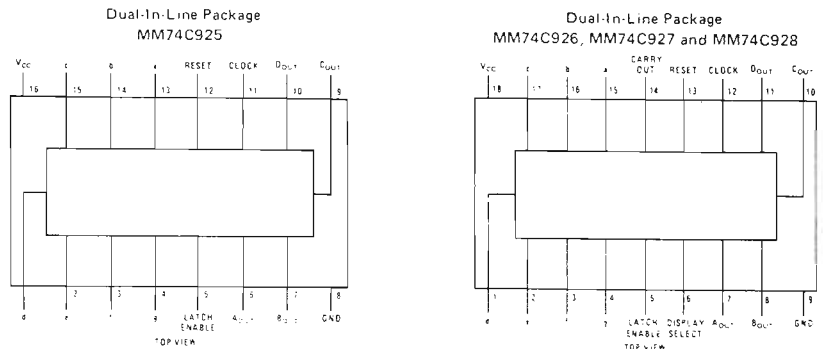 Dual-In-Line Package
MM74C925
VCC c b a RESET CLOCK DOUT COUT
16 15 14 13 12 11 10 9
2 3 4 5 6 7 8
d e f g LATCH ENABLE AOUT BOUT GND
TOP VIEW
Dual-In-Line Package
MM74C926, MM74C927 and MM74C928
VCC c b a CARRY OUT RESET CLOCK DOUT COUT
18 17 16 15 14 13 12 11 10
1 2 3 4 5 6 7 8 9
d e f g LATCH ENABLE DISPLAY SELECT AOUT BOUT GND
TOP VIEW